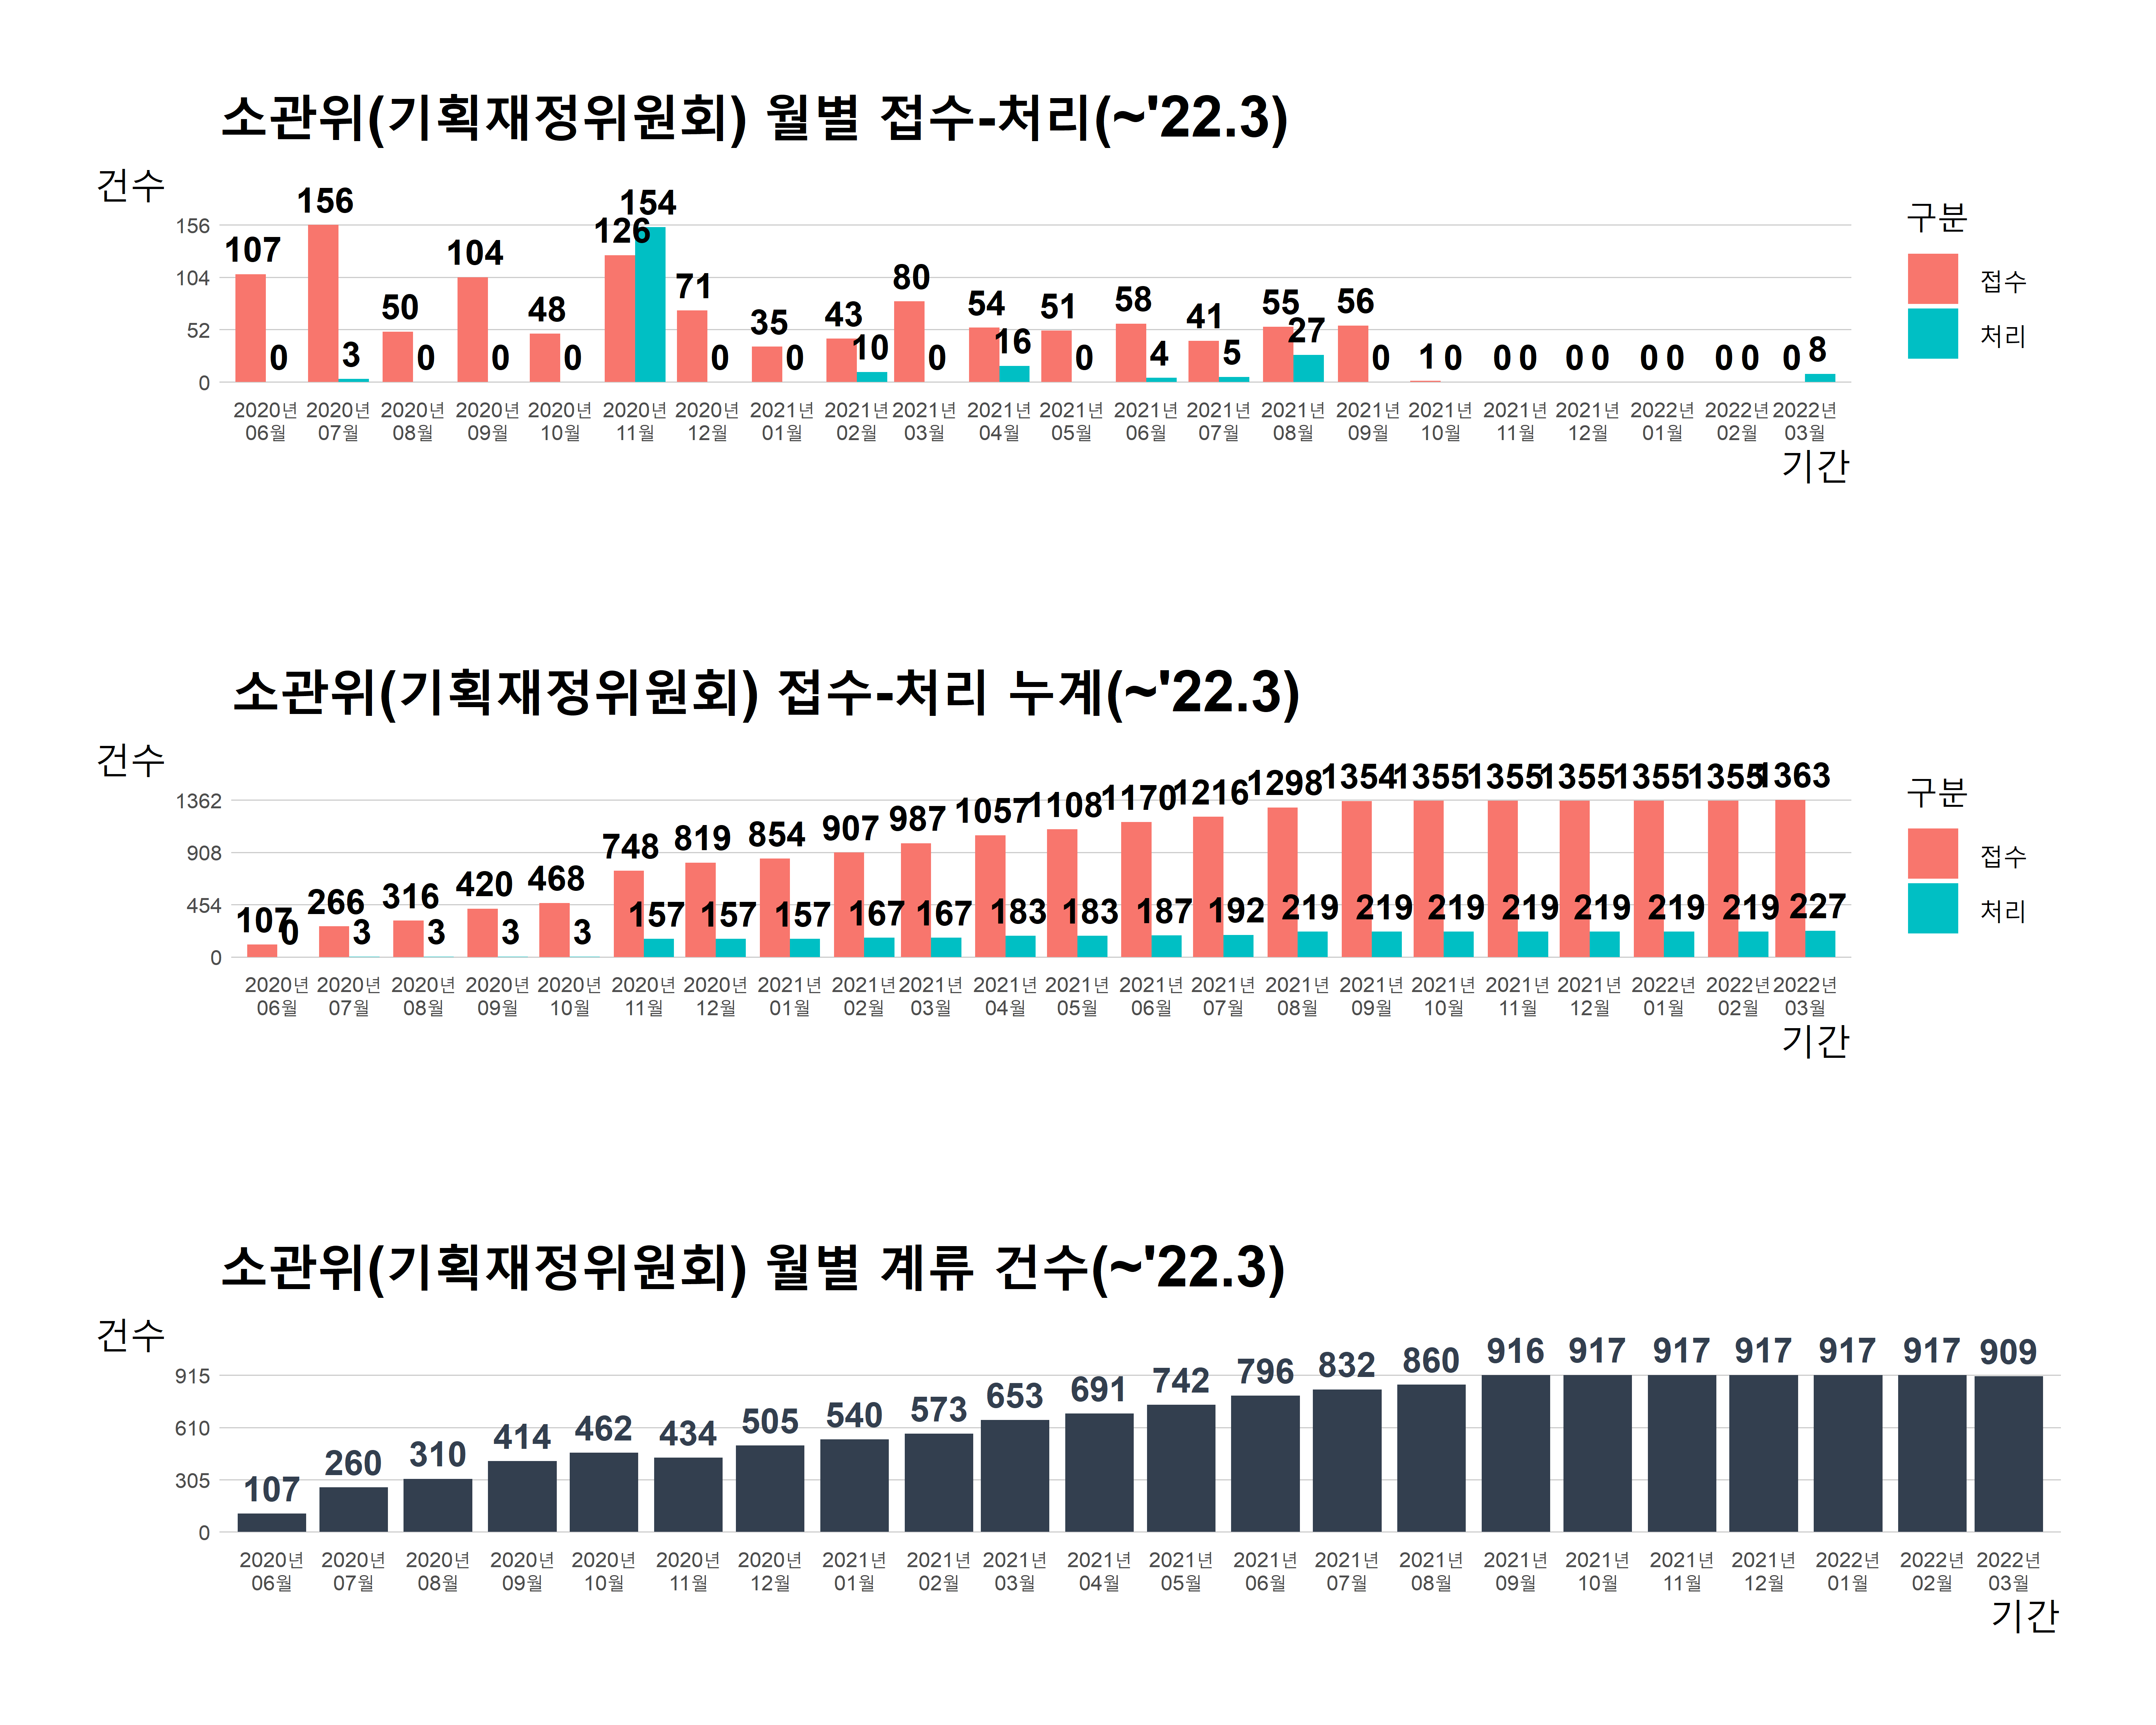 소관위(기획재정위원회) 월별 접수-처리(~'22.3)
건수
156
104
52
0
107 0 156 3 50 0 104 0 48 0 126 154 71 0 35 0 43 10 80 0 54 16 51 0 58 4 41 5 55 27 56 0 1 0 0 0 0 0 0 0 0 0 0 8
2020년 2020년 2020년 2020년 2020년 2020년 2020년 2021년 2021년 2021년 2021년 2021년 2021년 2021년 2021년 2021년 2021년 2021년 2021년 2022년 2022년 2022년
06월 07월 08월 09월 10월 11월 12월 01월 02월 03월 04월 05월 06월 07월 08월 09월 10월 11월 12월 01월 02월 03월
기간
구분
접수
처리
소관위(기획재정위원회) 접수-처리 누계(~'22.3)
건수
1362
908
454
0
107 266 316 420 468 748 819 854 907 987 1057 1108 1170 1216 1298 1354 1355 1355 1355 1355 1355 1363
0 3 3 3 3 157 157 157 167 167 183 183 187 192 219 219 219 219 219 219 219 227
2020년 2020년 2020년 2020년 2020년 2020년 2020년 2021년 2021년 2021년 2021년 2021년 2021년 2021년 2021년 2021년 2021년 2021년 2021년 2022년 2022년 2022년
06월 07월 08월 09월 10월 11월 12월 01월 02월 03월 04월 05월 06월 07월 08월 09월 10월 11월 12월 01월 02월 03월
기간
구분
접수
처리
소관위(기획재정위원회) 월별 계류 건수(~'22.3)
건수
915
610
305
0
107 260 310 414 462 434 505 540 573 653 691 742 796 832 860 916 917 917 917 917 917 909
2020년 2020년 2020년 2020년 2020년 2020년 2020년 2021년 2021년 2021년 2021년 2021년 2021년 2021년 2021년 2021년 2021년 2021년 2021년 2022년 2022년 2022년
06월 07월 08월 09월 10월 11월 12월 01월 02월 03월 04월 05월 06월 07월 08월 09월 10월 11월 12월 01월 02월 03월
기간